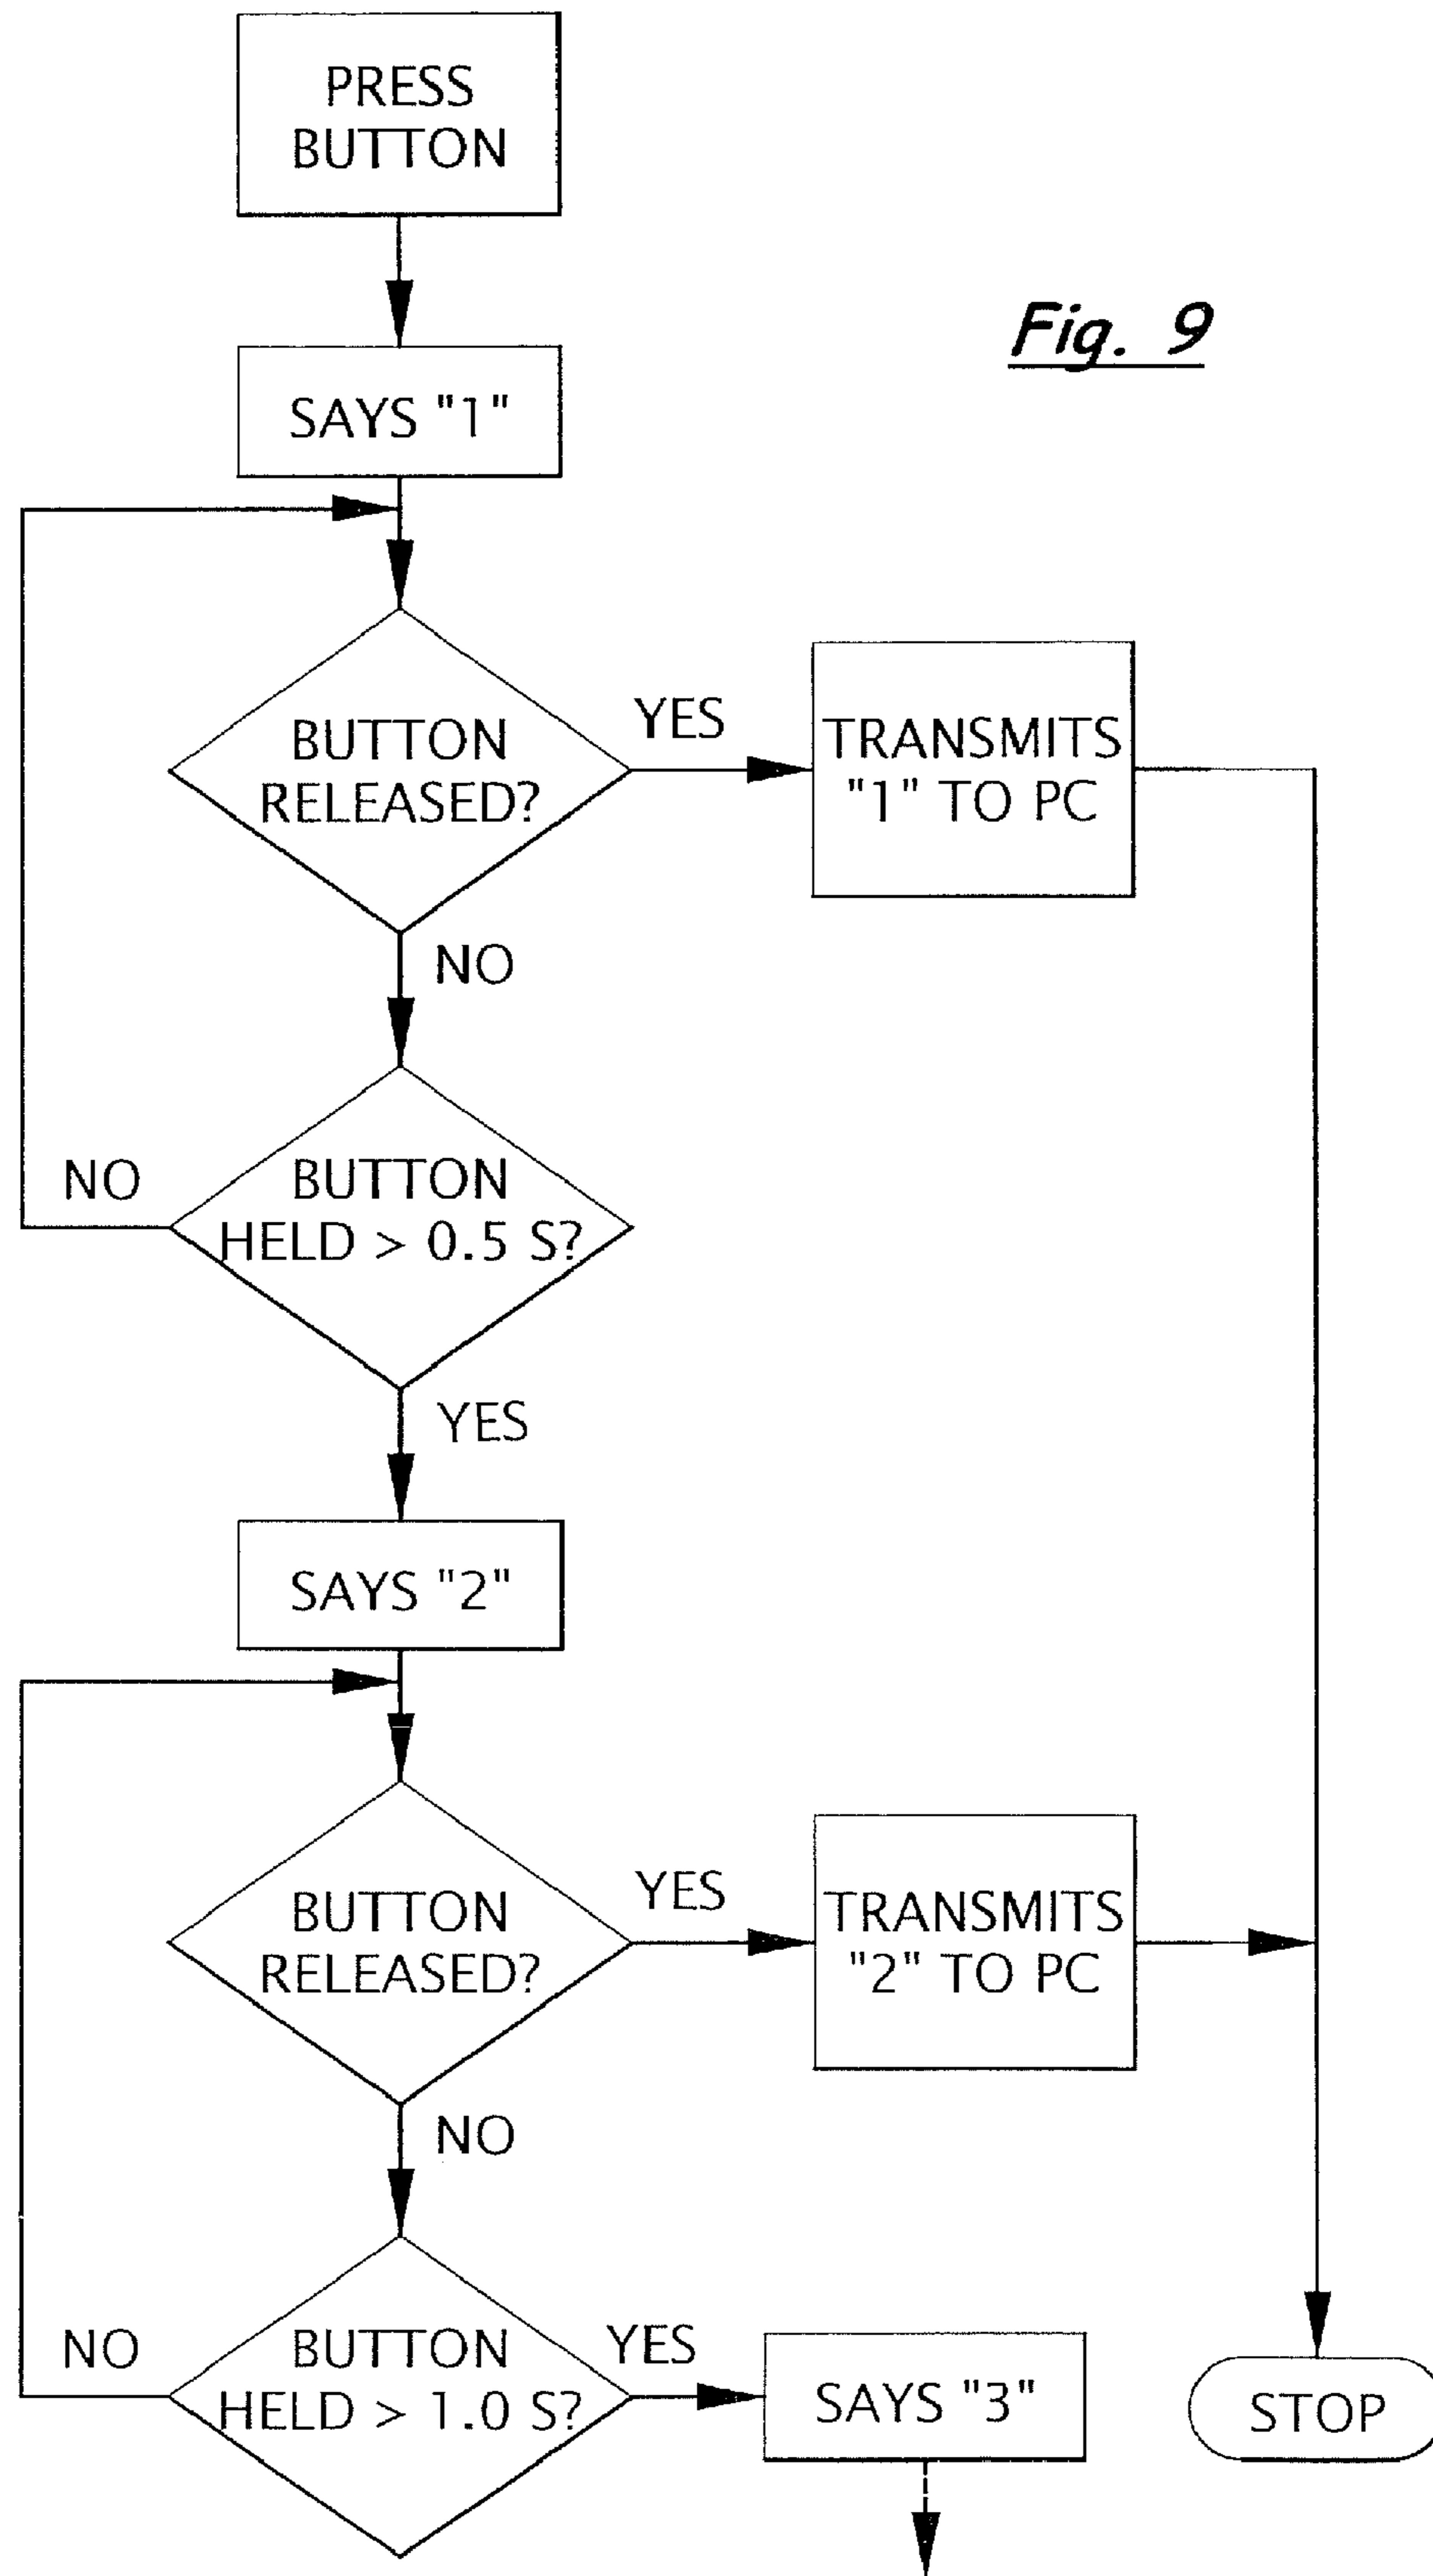 PRESS
BUTTON
Fig. 9
SAYS "1"
BUTTON
RELEASED?
YES
TRANSMITS
"1" TO PC
NO
BUTTON
HELD > 0.5 S?
NO
YES
SAYS "2"
BUTTON
RELEASED?
YES
TRANSMITS
"2" TO PC
NO
BUTTON
HELD > 1.0 S?
NO
YES
SAYS "3"
STOP